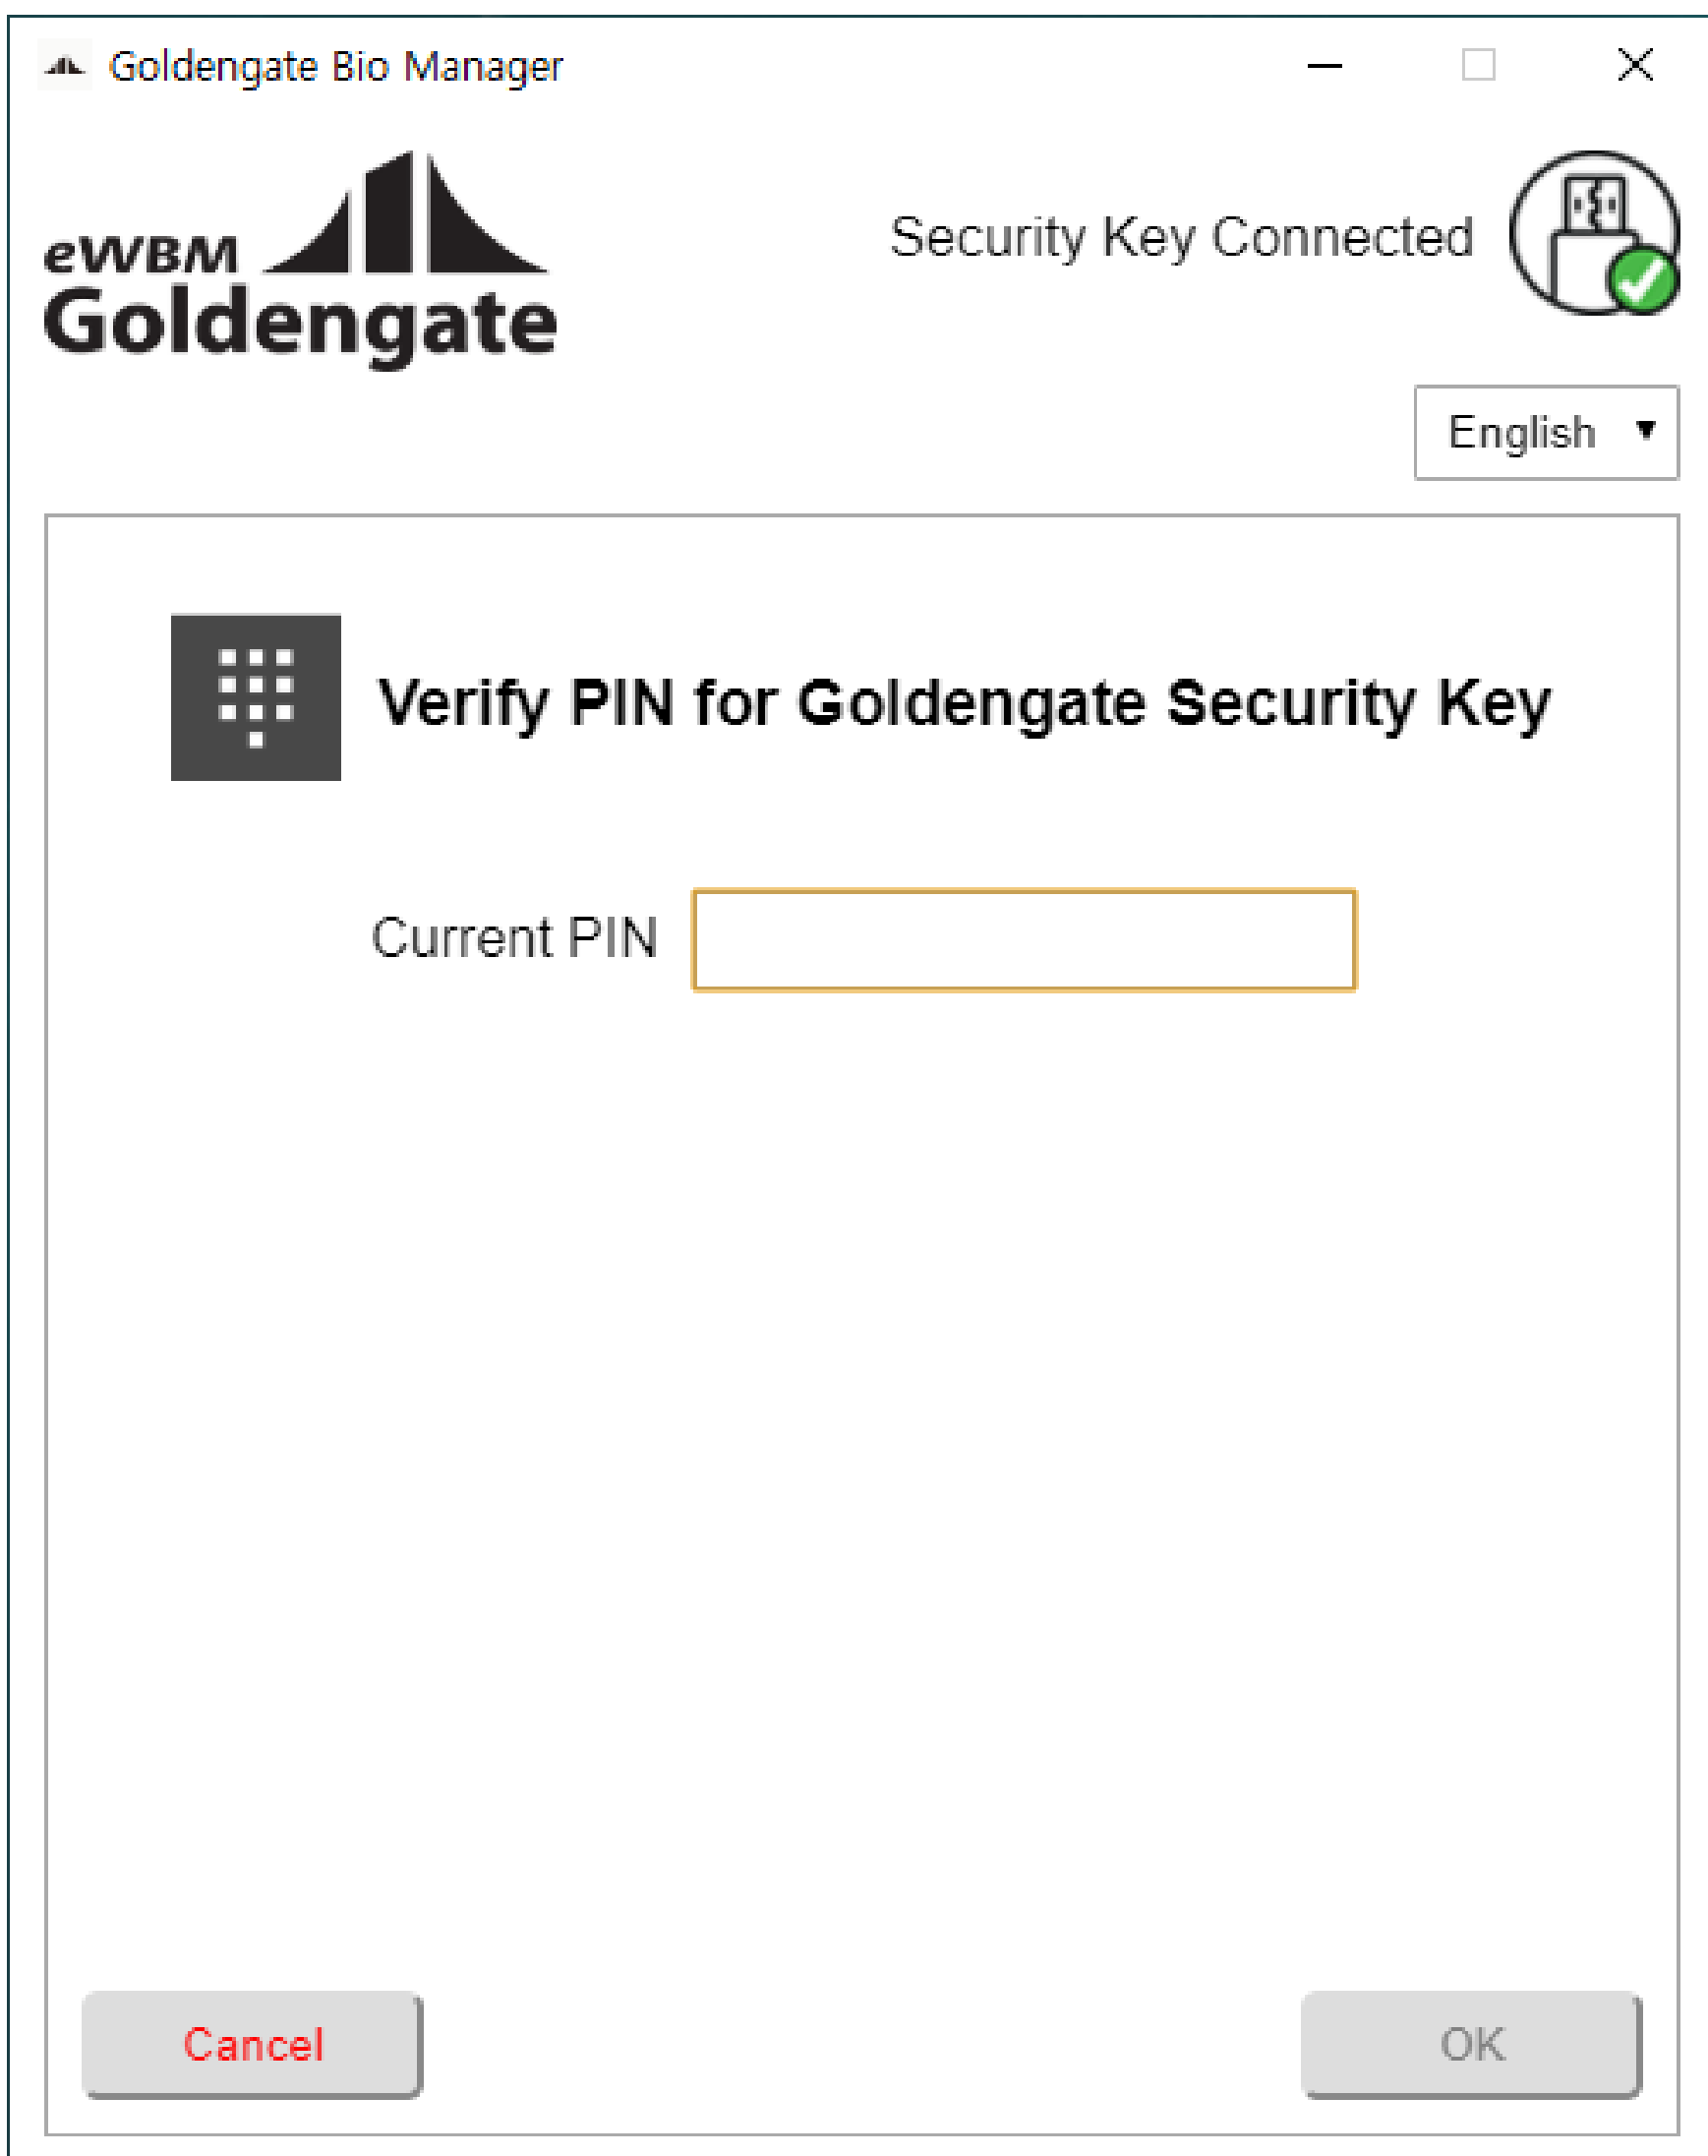 Goldengate Bio Manager
eWBM
Goldengate
Security Key Connected
English
Verify PIN for Goldengate Security Key
Current PIN
Cancel
OK